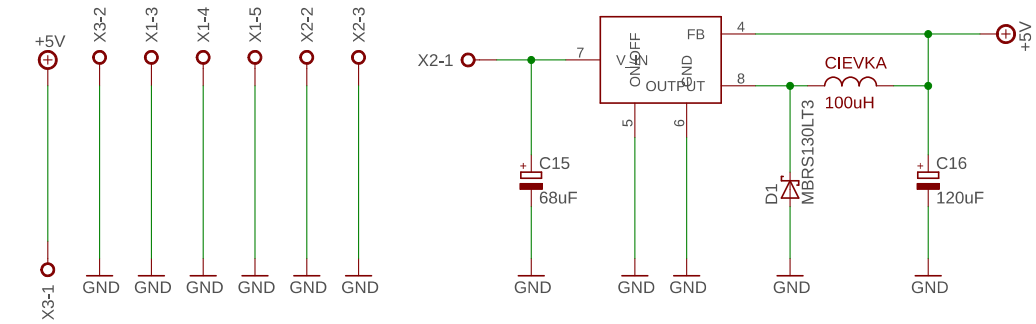 +5V
X3-2
X1-3
X1-4
X1-5
X2-2
X2-3
X3-1
GND
GND
GND
GND
GND
GND
X2-1
7
V_IN
ON/OFF
GND
FB
OUTPUT
4
8
5
6
+
C15
68uF
GND
GND
GND
CIEVKA
100uH
D1
MBRS130LT3
GND
+
C16
120uF
GND
+5V